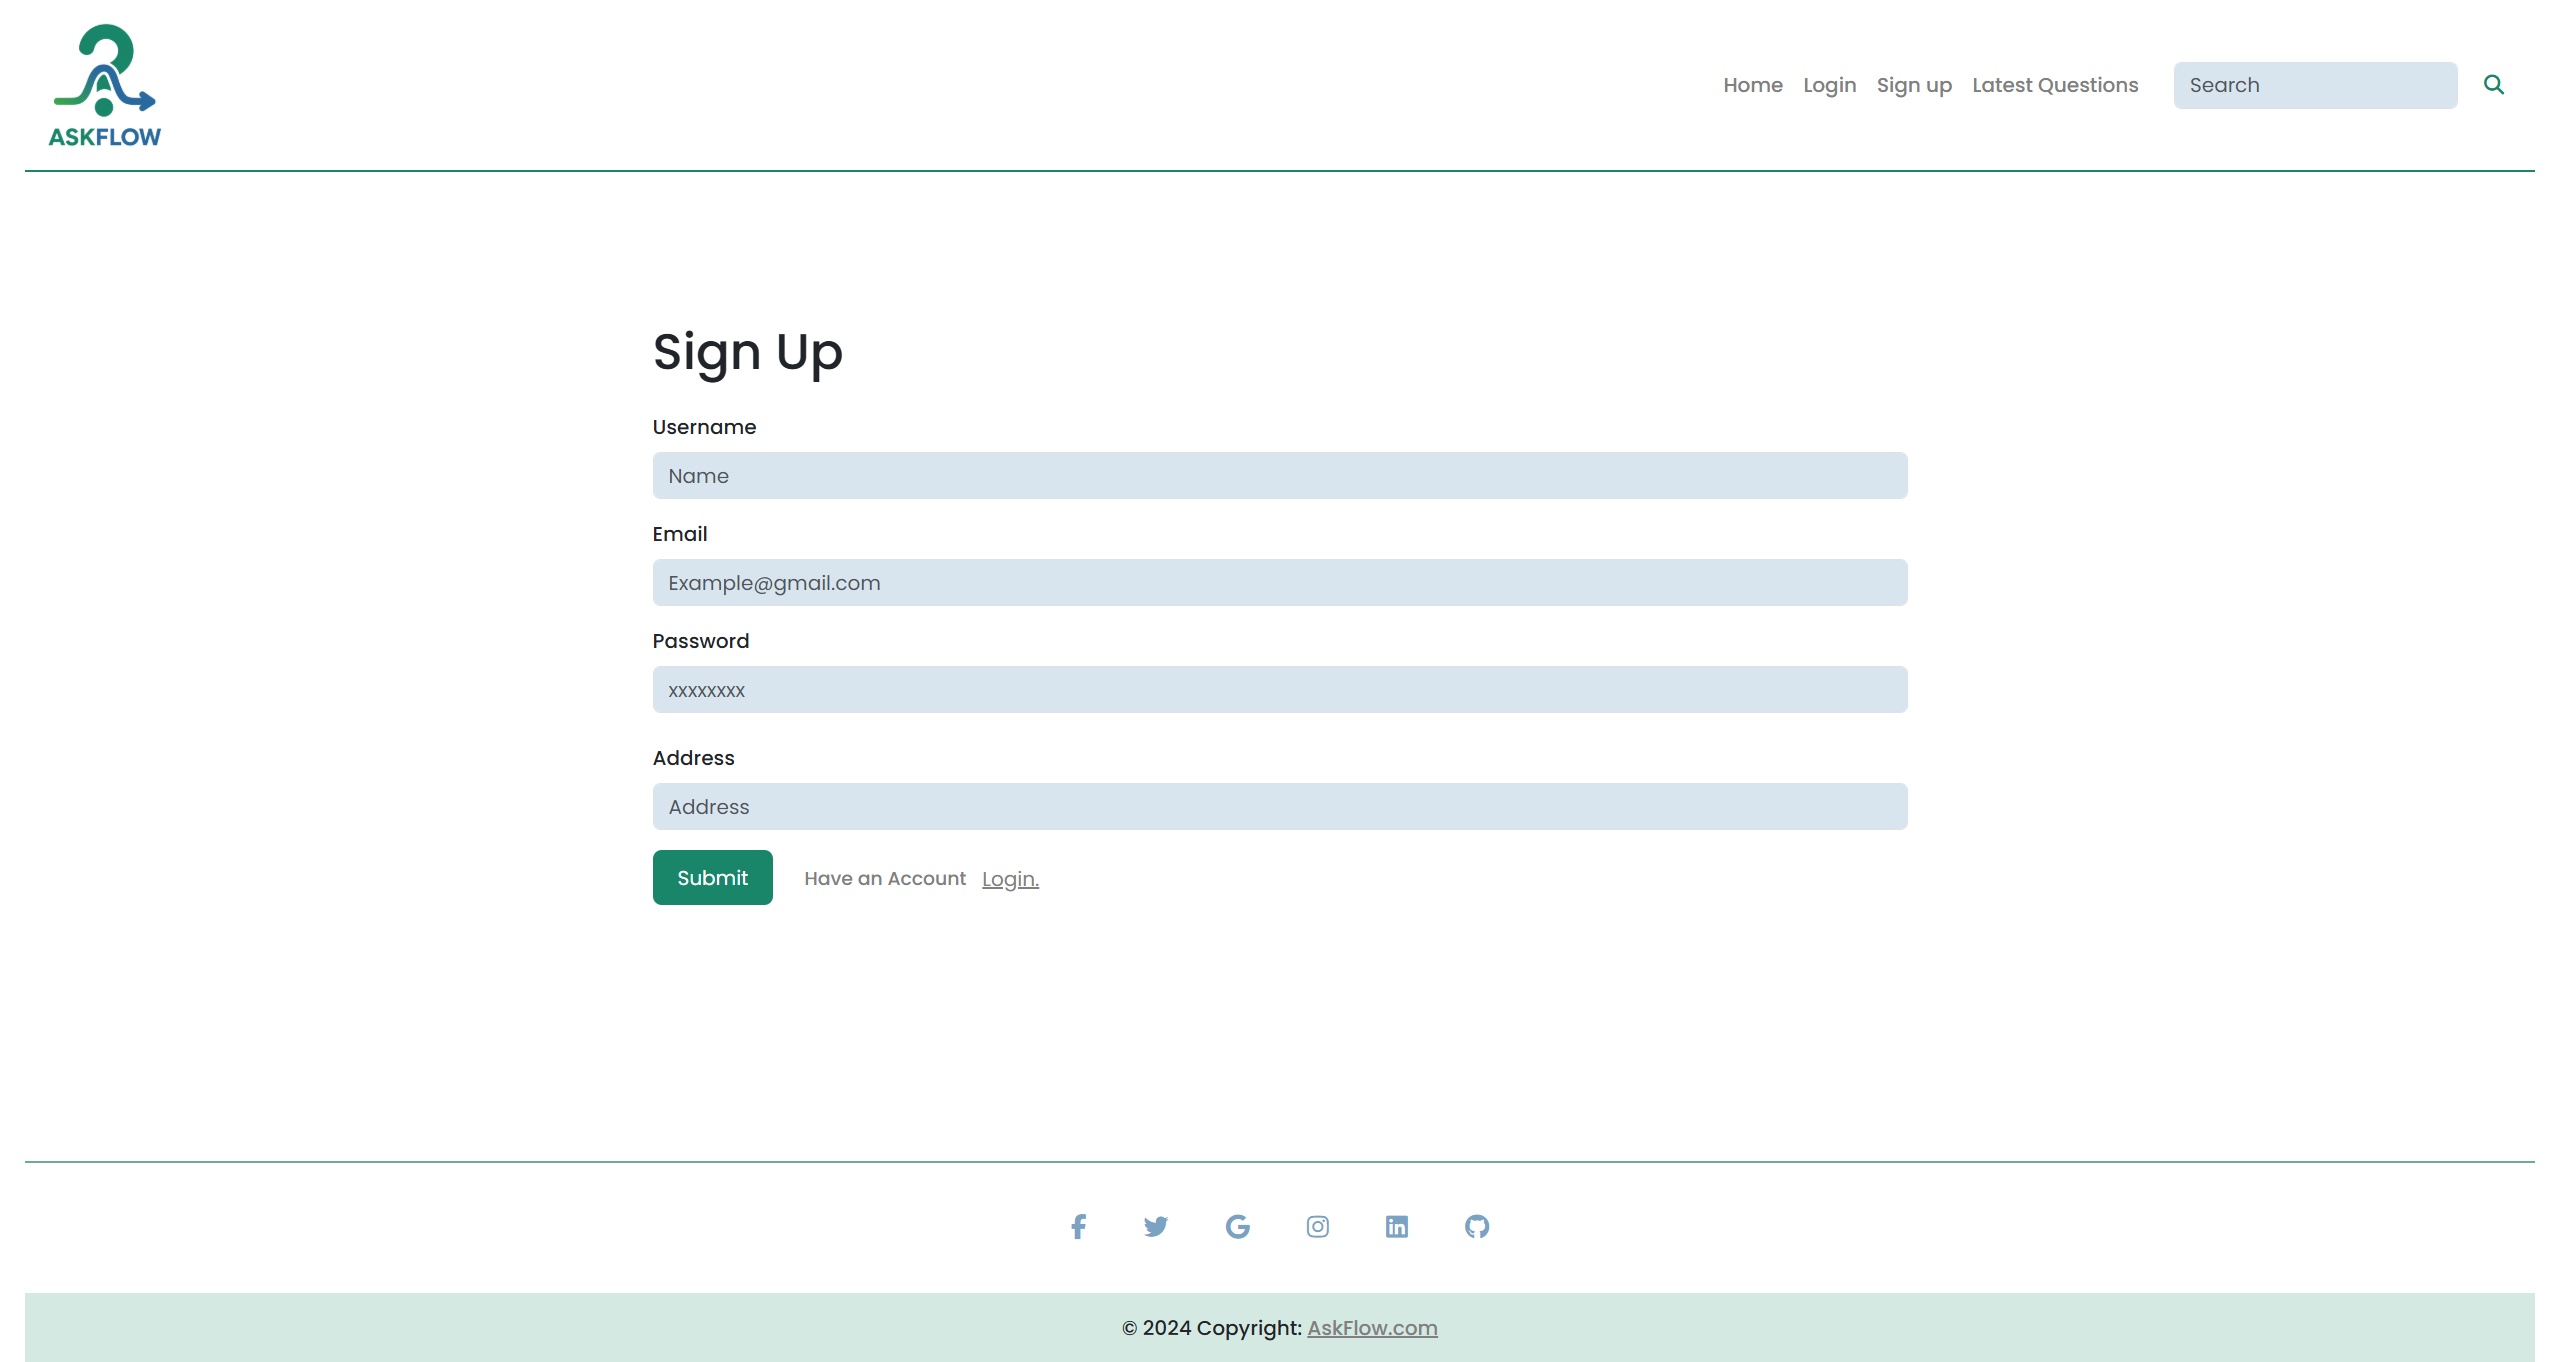 ASKFLOW
Home Login Sign up Latest Questions Search
Sign Up
Username
Name
Email
Example@gmail.com
Password
xxxxxxxx
Address
Address
Submit Have an Account Login.
© 2024 Copyright: AskFlow.com